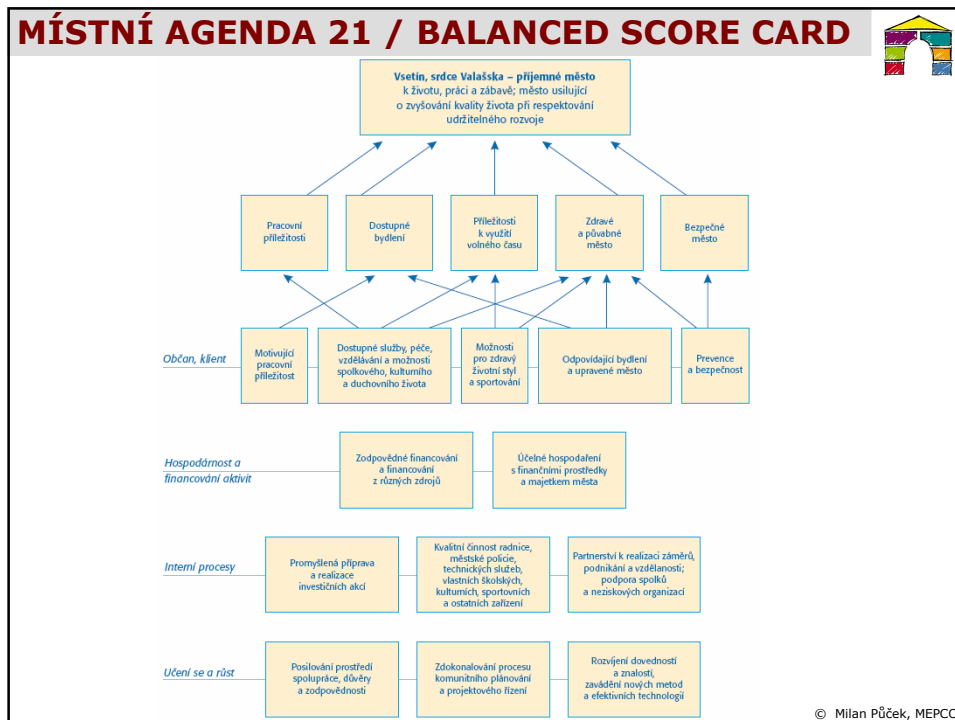 MÍSTNÍ AGENDA 21 / BALANCED SCORE CARD
Vsetín, srdce Valašska – příjemné město
k životu, práci a zábavě; město usilující
o zvyšování kvality života při respektování
udržitelného rozvoje
Pracovní
příležitosti
Dostupné
bydlení
Příležitosti
k využití
volného času
Zdravé
a půvabné
město
Bezpečné
město
Občan, klient
Motivující
pracovní
příležitost
Dostupné služby, péče,
vzdělávání a možnosti
spolkového, kulturního
a duchovního života
Možnosti
pro zdravý
životní styl
a sportování
Odpovídající bydlení
a upravené město
Prevence
a bezpečnost
Hospodárnost a
financování aktivit
Zodpovědné financování
a financování
z různých zdrojů
Účelné hospodaření
s finančními prostředky
a majetkem města
Interní procesy
Promyšlená příprava
a realizace
investičních akcí
Kvalitní činnost radnice,
městské policie,
technických služeb,
vlastních školských,
kulturních, sportovních
a ostatních zařízení
Partnerství k realizaci záměrů,
podnikání a vzdělanosti;
podpora spolků
a neziskových organizací
Učení se a růst
Posilování prostředí
spolupráce, důvěry
a zodpovědnosti
Zdokonalování procesu
komunitního plánování
a projektového řízení
Rozvíjení dovedností
a znalostí,
zavádění nových metod
a efektivních technologií
© Milan Půček, MEPCO